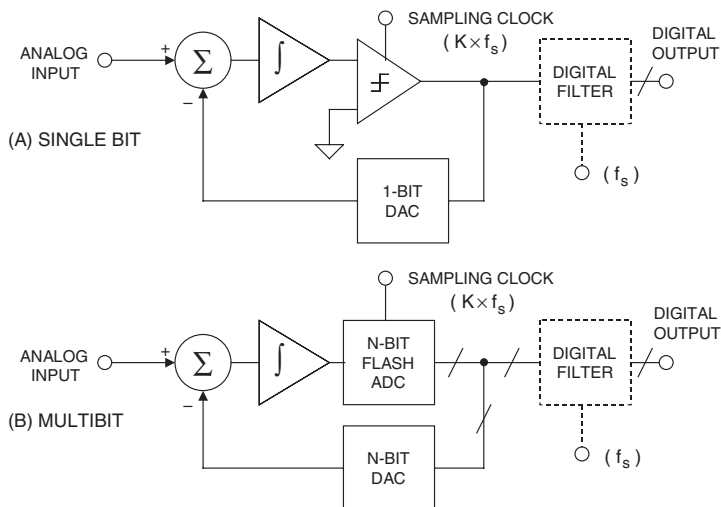 SAMPLING CLOCK
(K×fs)
DIGITAL
OUTPUT
ANALOG
INPUT
+
Σ
−
∫
DIGITAL
FILTER
(fs)
(A) SINGLE BIT
1-BIT
DAC
SAMPLING CLOCK
(K×fs)
DIGITAL
OUTPUT
ANALOG
INPUT
+
Σ
−
∫
N-BIT
FLASH
ADC
DIGITAL
FILTER
(fs)
(B) MULTIBIT
N-BIT
DAC